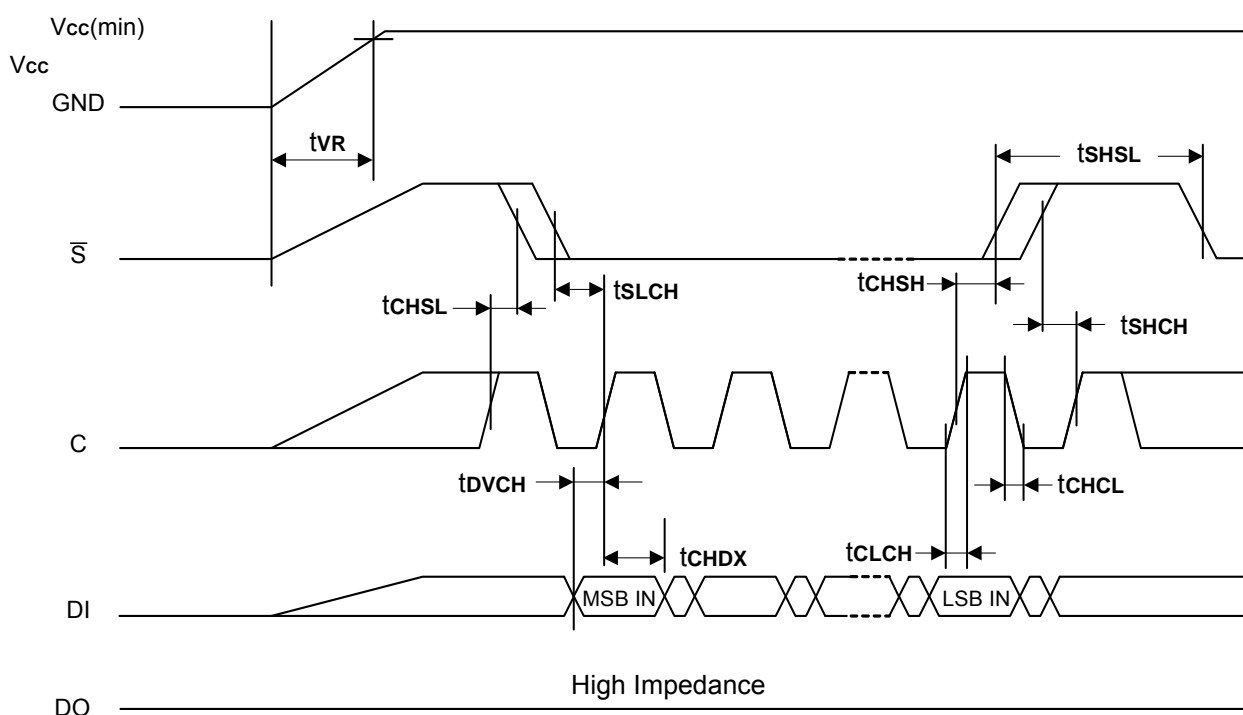 Vcc(min)
Vcc
GND
tVR
tSHSL
S̅
tCHSL
tSLCH
tCHSH
tSHCH
C
tDVCH
tCHCL
tCHDX
tCLCH
DI
MSB IN
LSB IN
High Impedance
DO